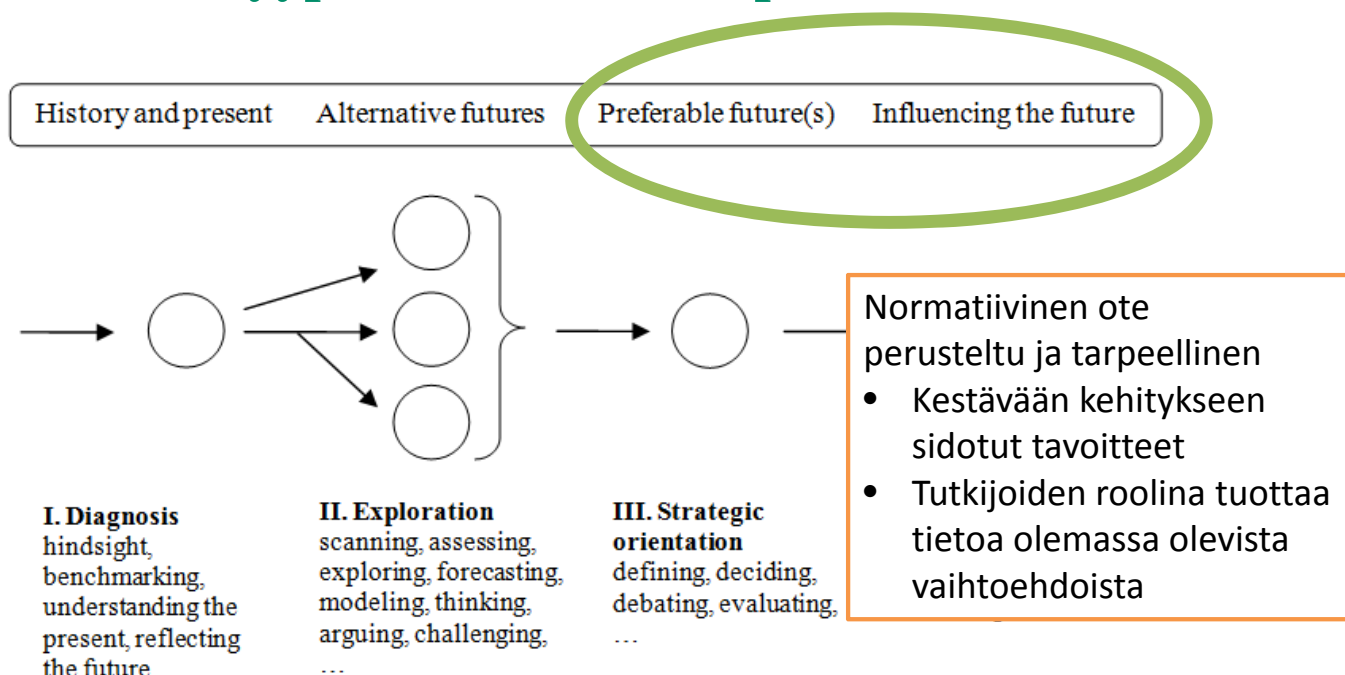 History and present Alternative futures Preferable future(s) Influencing the future
Normatiivinen ote
perusteltu ja tarpeellinen
• Kestävään kehitykseen
sidotut tavoitteet
• Tutkijoiden roolina tuottaa
tietoa olemassa olevista
vaihtoehdoista
I. Diagnosis
hindsight,
benchmarking,
understanding the
present, reflecting
the future
II. Exploration
scanning, assessing,
exploring, forecasting,
modeling, thinking,
arguing, challenging,
…
III. Strategic
orientation
defining, deciding,
debating, evaluating,
…